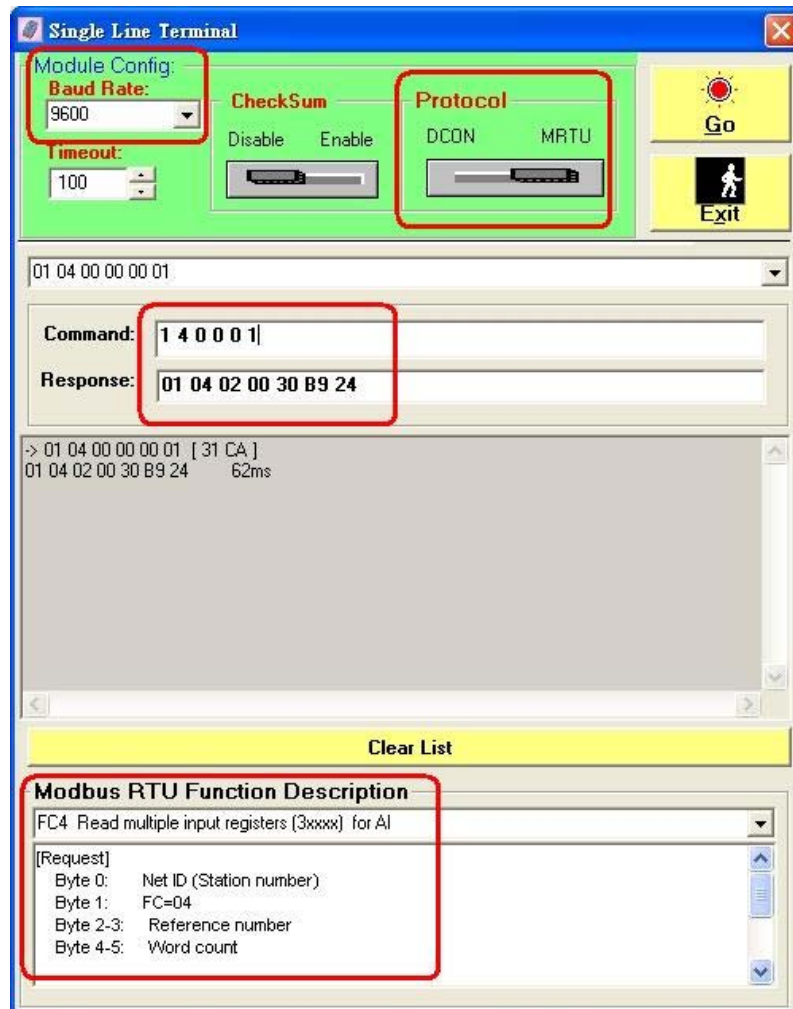 Single Line Terminal
Module Config:
Baud Rate:
9600
Timeout:
100
CheckSum
Disable Enable
Protocol
DCON MRTU
Go
Exit
01 04 00 00 00 01
Command: 1 4 0 0 0 1
Response: 01 04 02 00 30 B9 24
-> 01 04 00 00 00 01 [ 31 CA ]
01 04 02 00 30 B9 24 62ms
Clear List
Modbus RTU Function Description
FC4 Read multiple input registers (3xxxx) for AI
[Request]
Byte 0: Net ID (Station number)
Byte 1: FC=04
Byte 2-3: Reference number
Byte 4-5: Word count